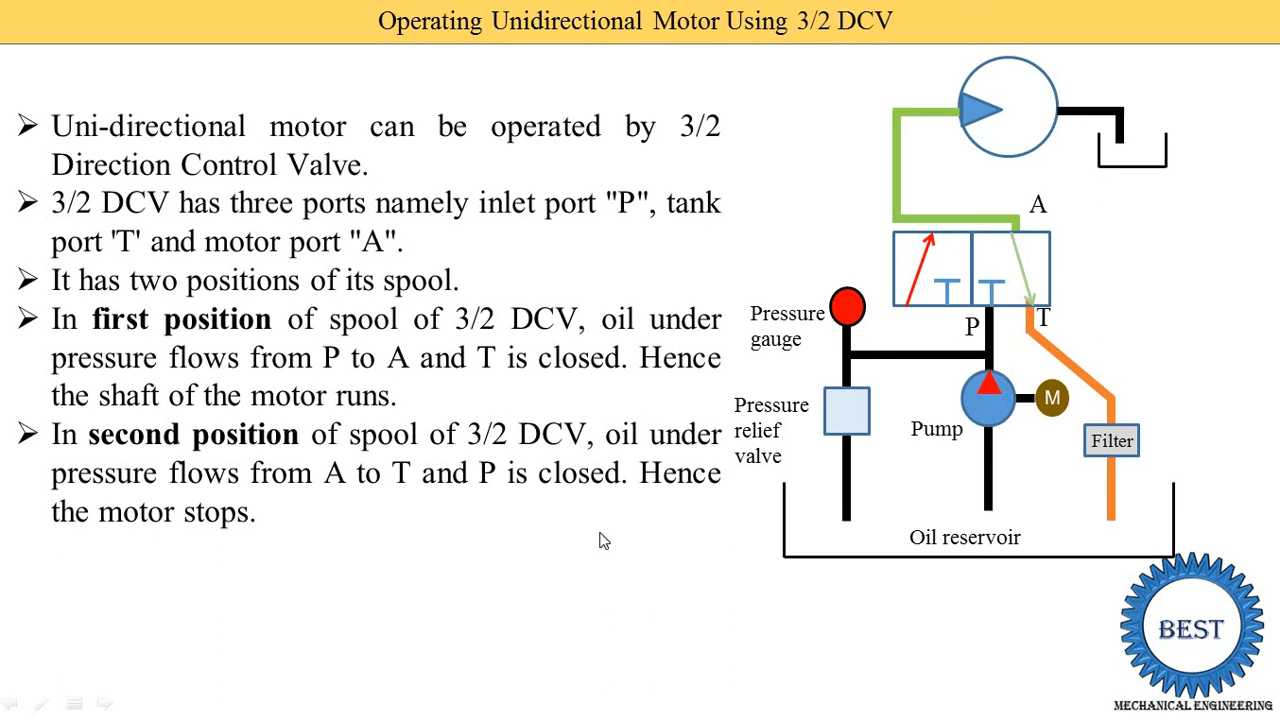 Operating Unidirectional Motor Using 3/2 DCV
Uni-directional motor can be operated by 3/2
Direction Control Valve.
3/2 DCV has three ports namely inlet port "P", tank
port 'T' and motor port "A".
It has two positions of its spool.
In first position of spool of 3/2 DCV, oil under
pressure flows from P to A and T is closed. Hence
the shaft of the motor runs.
In second position of spool of 3/2 DCV, oil under
pressure flows from A to T and P is closed. Hence
the motor stops.
A
Pressure
gauge
P
T
Pressure
relief
valve
Pump
M
Filter
Oil reservoir
BEST
MECHANICAL ENGINEERING